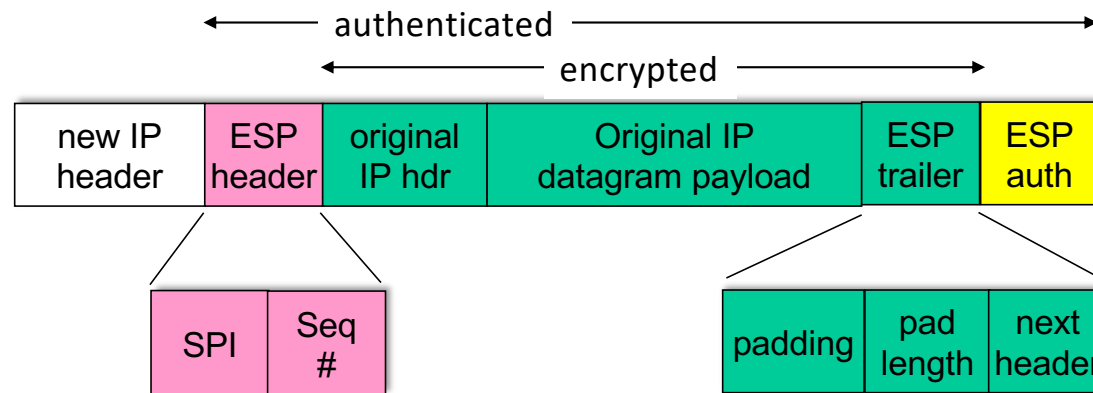 authenticated
encrypted
new IP
header
ESP
header
original
IP hdr
Original IP
datagram payload
ESP
trailer
ESP
auth
SPI
Seq
#
padding
pad
length
next
header